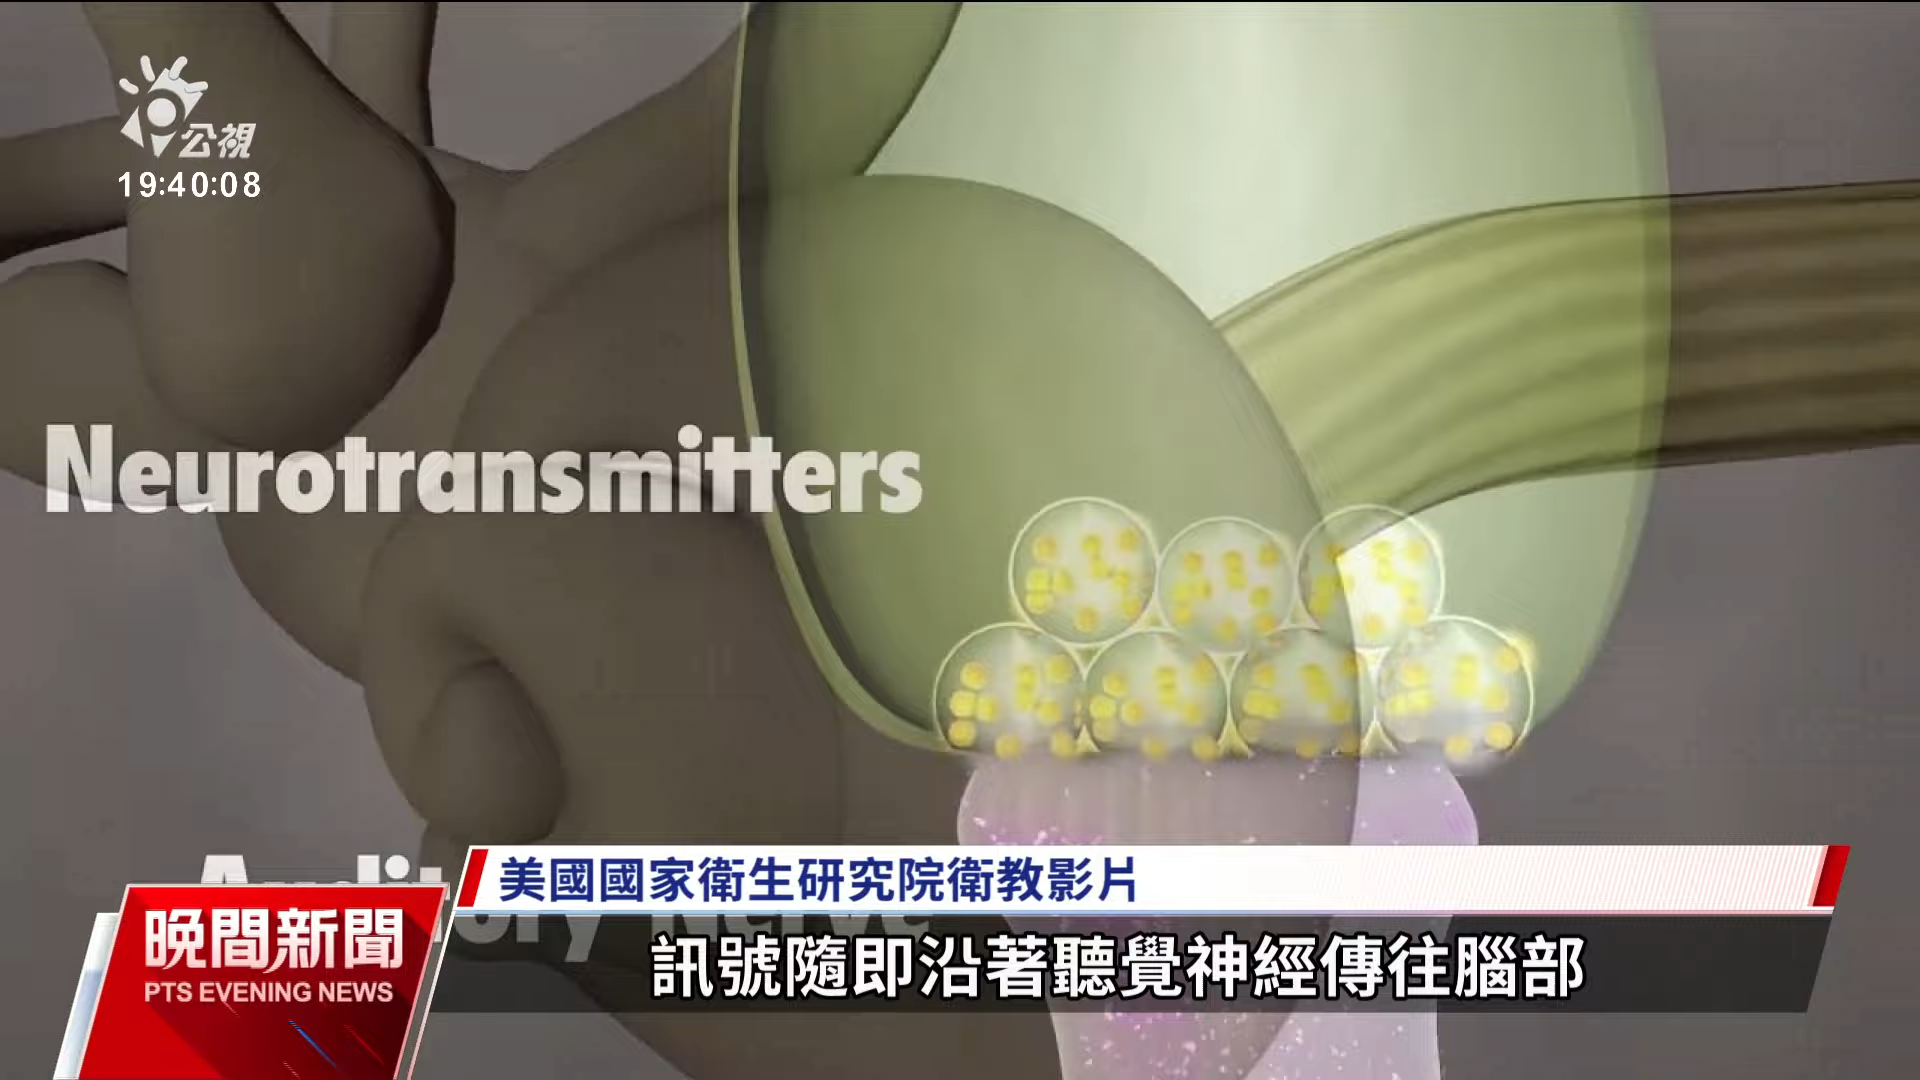 公視
19:40:08
Neurotransmitters
Auditory Nerve
美國國家衛生研究院衛教影片
晚間新聞
PTS EVENING NEWS
訊號隨即沿著聽覺神經傳往腦部